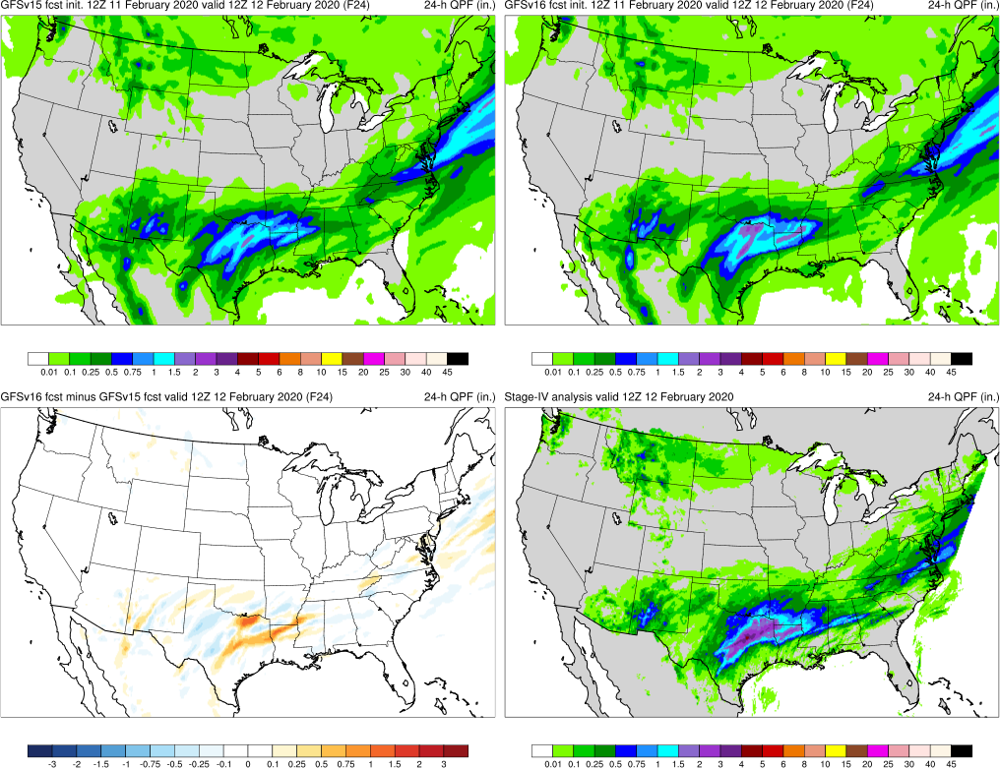 GFSv15 fcst init. 12Z 11 February 2020 valid 12Z 12 February 2020 (F24) 24-h QPF (in.)
GFSv16 fcst init. 12Z 11 February 2020 valid 12Z 12 February 2020 (F24) 24-h QPF (in.)
0.01 0.1 0.25 0.5 0.75 1 1.5 2 3 4 5 6 8 10 15 20 25 30 40 45
0.01 0.1 0.25 0.5 0.75 1 1.5 2 3 4 5 6 8 10 15 20 25 30 40 45
GFSv16 fcst minus GFSv15 fcst valid 12Z 12 February 2020 (F24) 24-h QPF (in.)
Stage-IV analysis valid 12Z 12 February 2020 24-h QPF (in.)
-3 -2 -1.5 -1 -0.75 -0.5 -0.25 -0.1 0 0.1 0.25 0.5 0.75 1 1.5 2 3
0.01 0.1 0.25 0.5 0.75 1 1.5 2 3 4 5 6 8 10 15 20 25 30 40 45